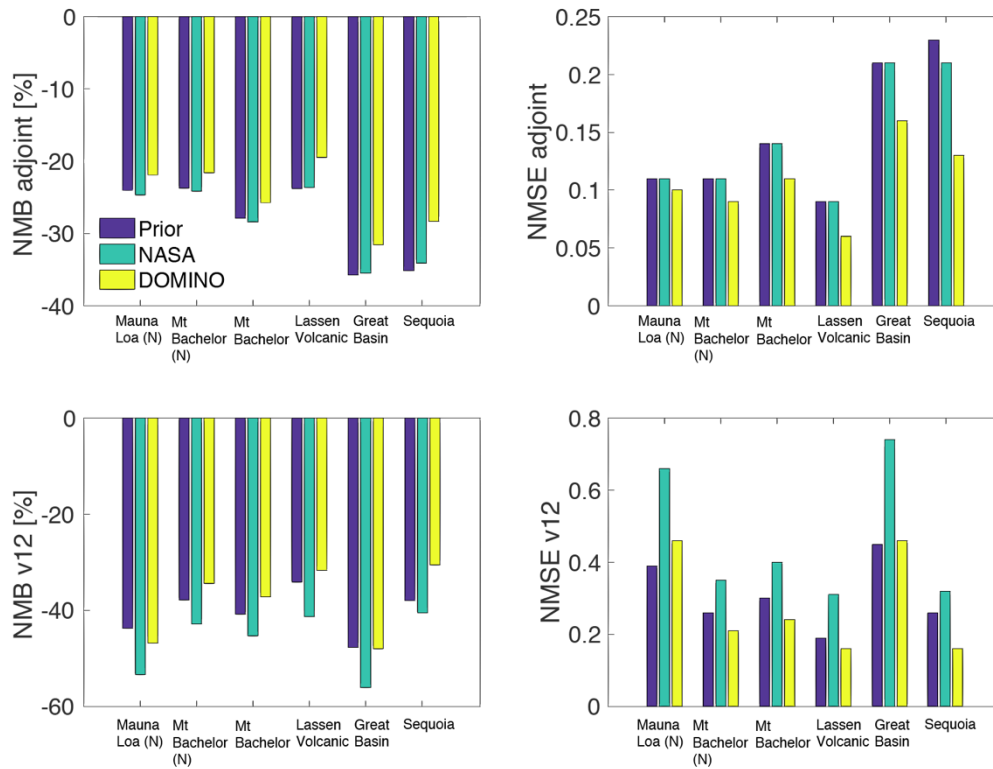 NMB adjoint [%]
0
-10
-20
-30
-40
Prior
NASA
DOMINO
Mauna
Loa (N)
Mt
Bachelor
(N)
Mt
Bachelor
Lassen
Volcanic
Great
Basin
Sequoia
NMSE adjoint
0.25
0.2
0.15
0.1
0.05
0
Mauna
Loa (N)
Mt
Bachelor
(N)
Mt
Bachelor
Lassen
Volcanic
Great
Basin
Sequoia
NMB v12 [%]
0
-20
-40
-60
Mauna
Loa (N)
Mt
Bachelor
(N)
Mt
Bachelor
Lassen
Volcanic
Great
Basin
Sequoia
NMSE v12
0.8
0.6
0.4
0.2
0
Mauna
Loa (N)
Mt
Bachelor
(N)
Mt
Bachelor
Lassen
Volcanic
Great
Basin
Sequoia